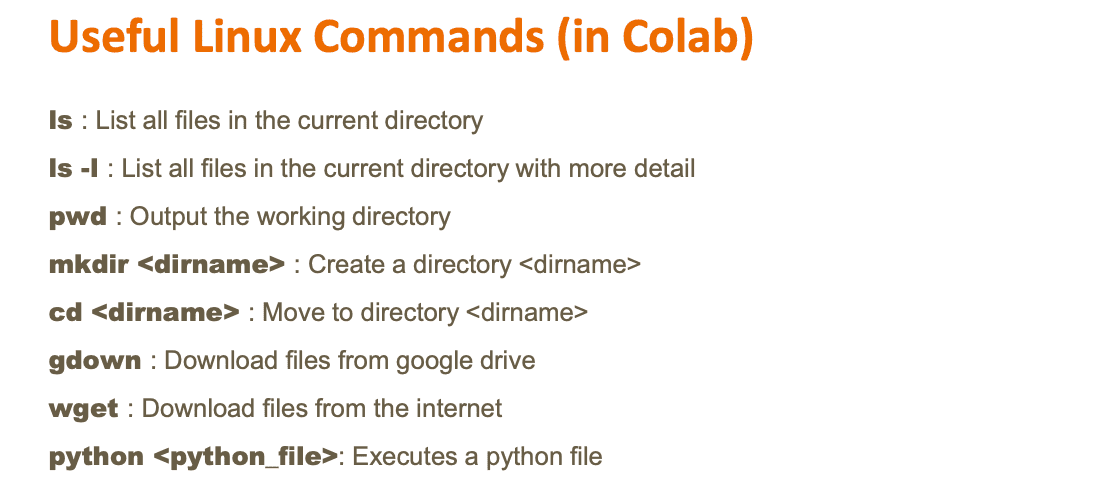 Useful Linux Commands (in Colab)
ls : List all files in the current directory
ls -l : List all files in the current directory with more detail
pwd : Output the working directory
mkdir <dirname> : Create a directory <dirname>
cd <dirname> : Move to directory <dirname>
gdown : Download files from google drive
wget : Download files from the internet
python <python_file>: Executes a python file